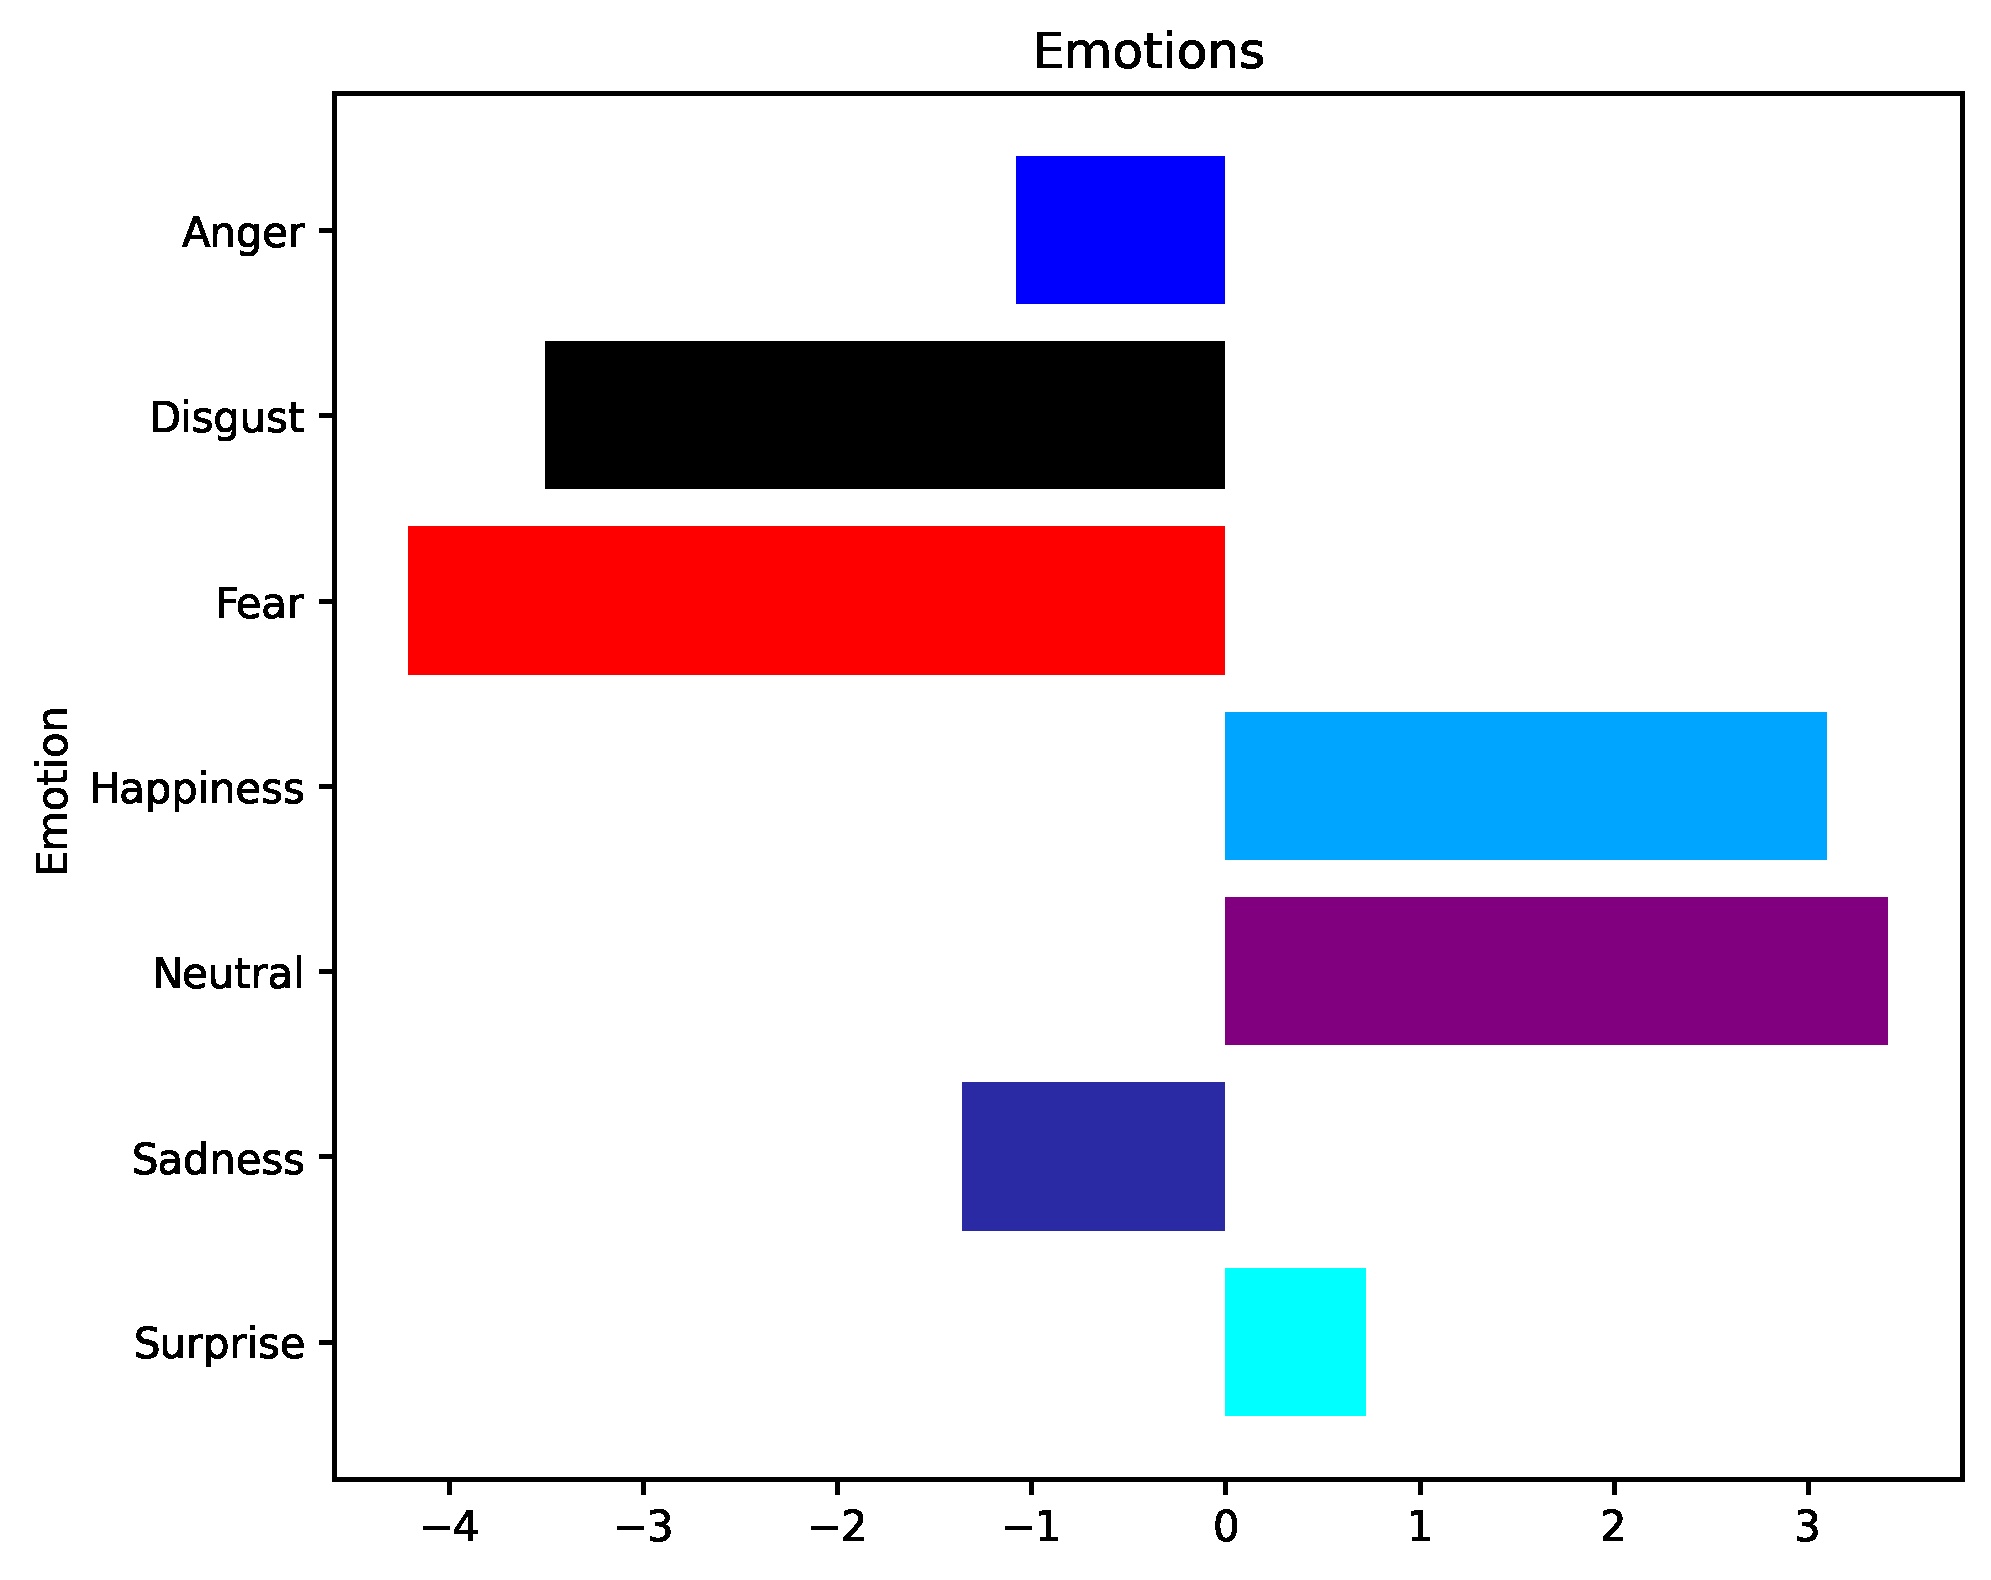 Emotions
Anger
Disgust
Fear
Happiness
Neutral
Sadness
Surprise
Emotion
−4 −3 −2 −1 0 1 2 3